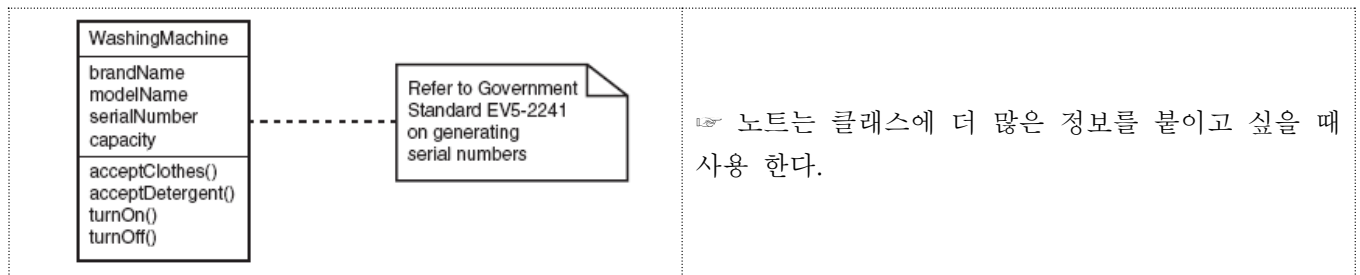 WashingMachine
brandName
modelName
serialNumber
capacity
acceptClothes()
acceptDetergent()
turnOn()
turnOff()
Refer to Government
Standard EV5-2241
on generating
serial numbers
☞ 노트는 클래스에 더 많은 정보를 붙이고 싶을 때
사용 한다.